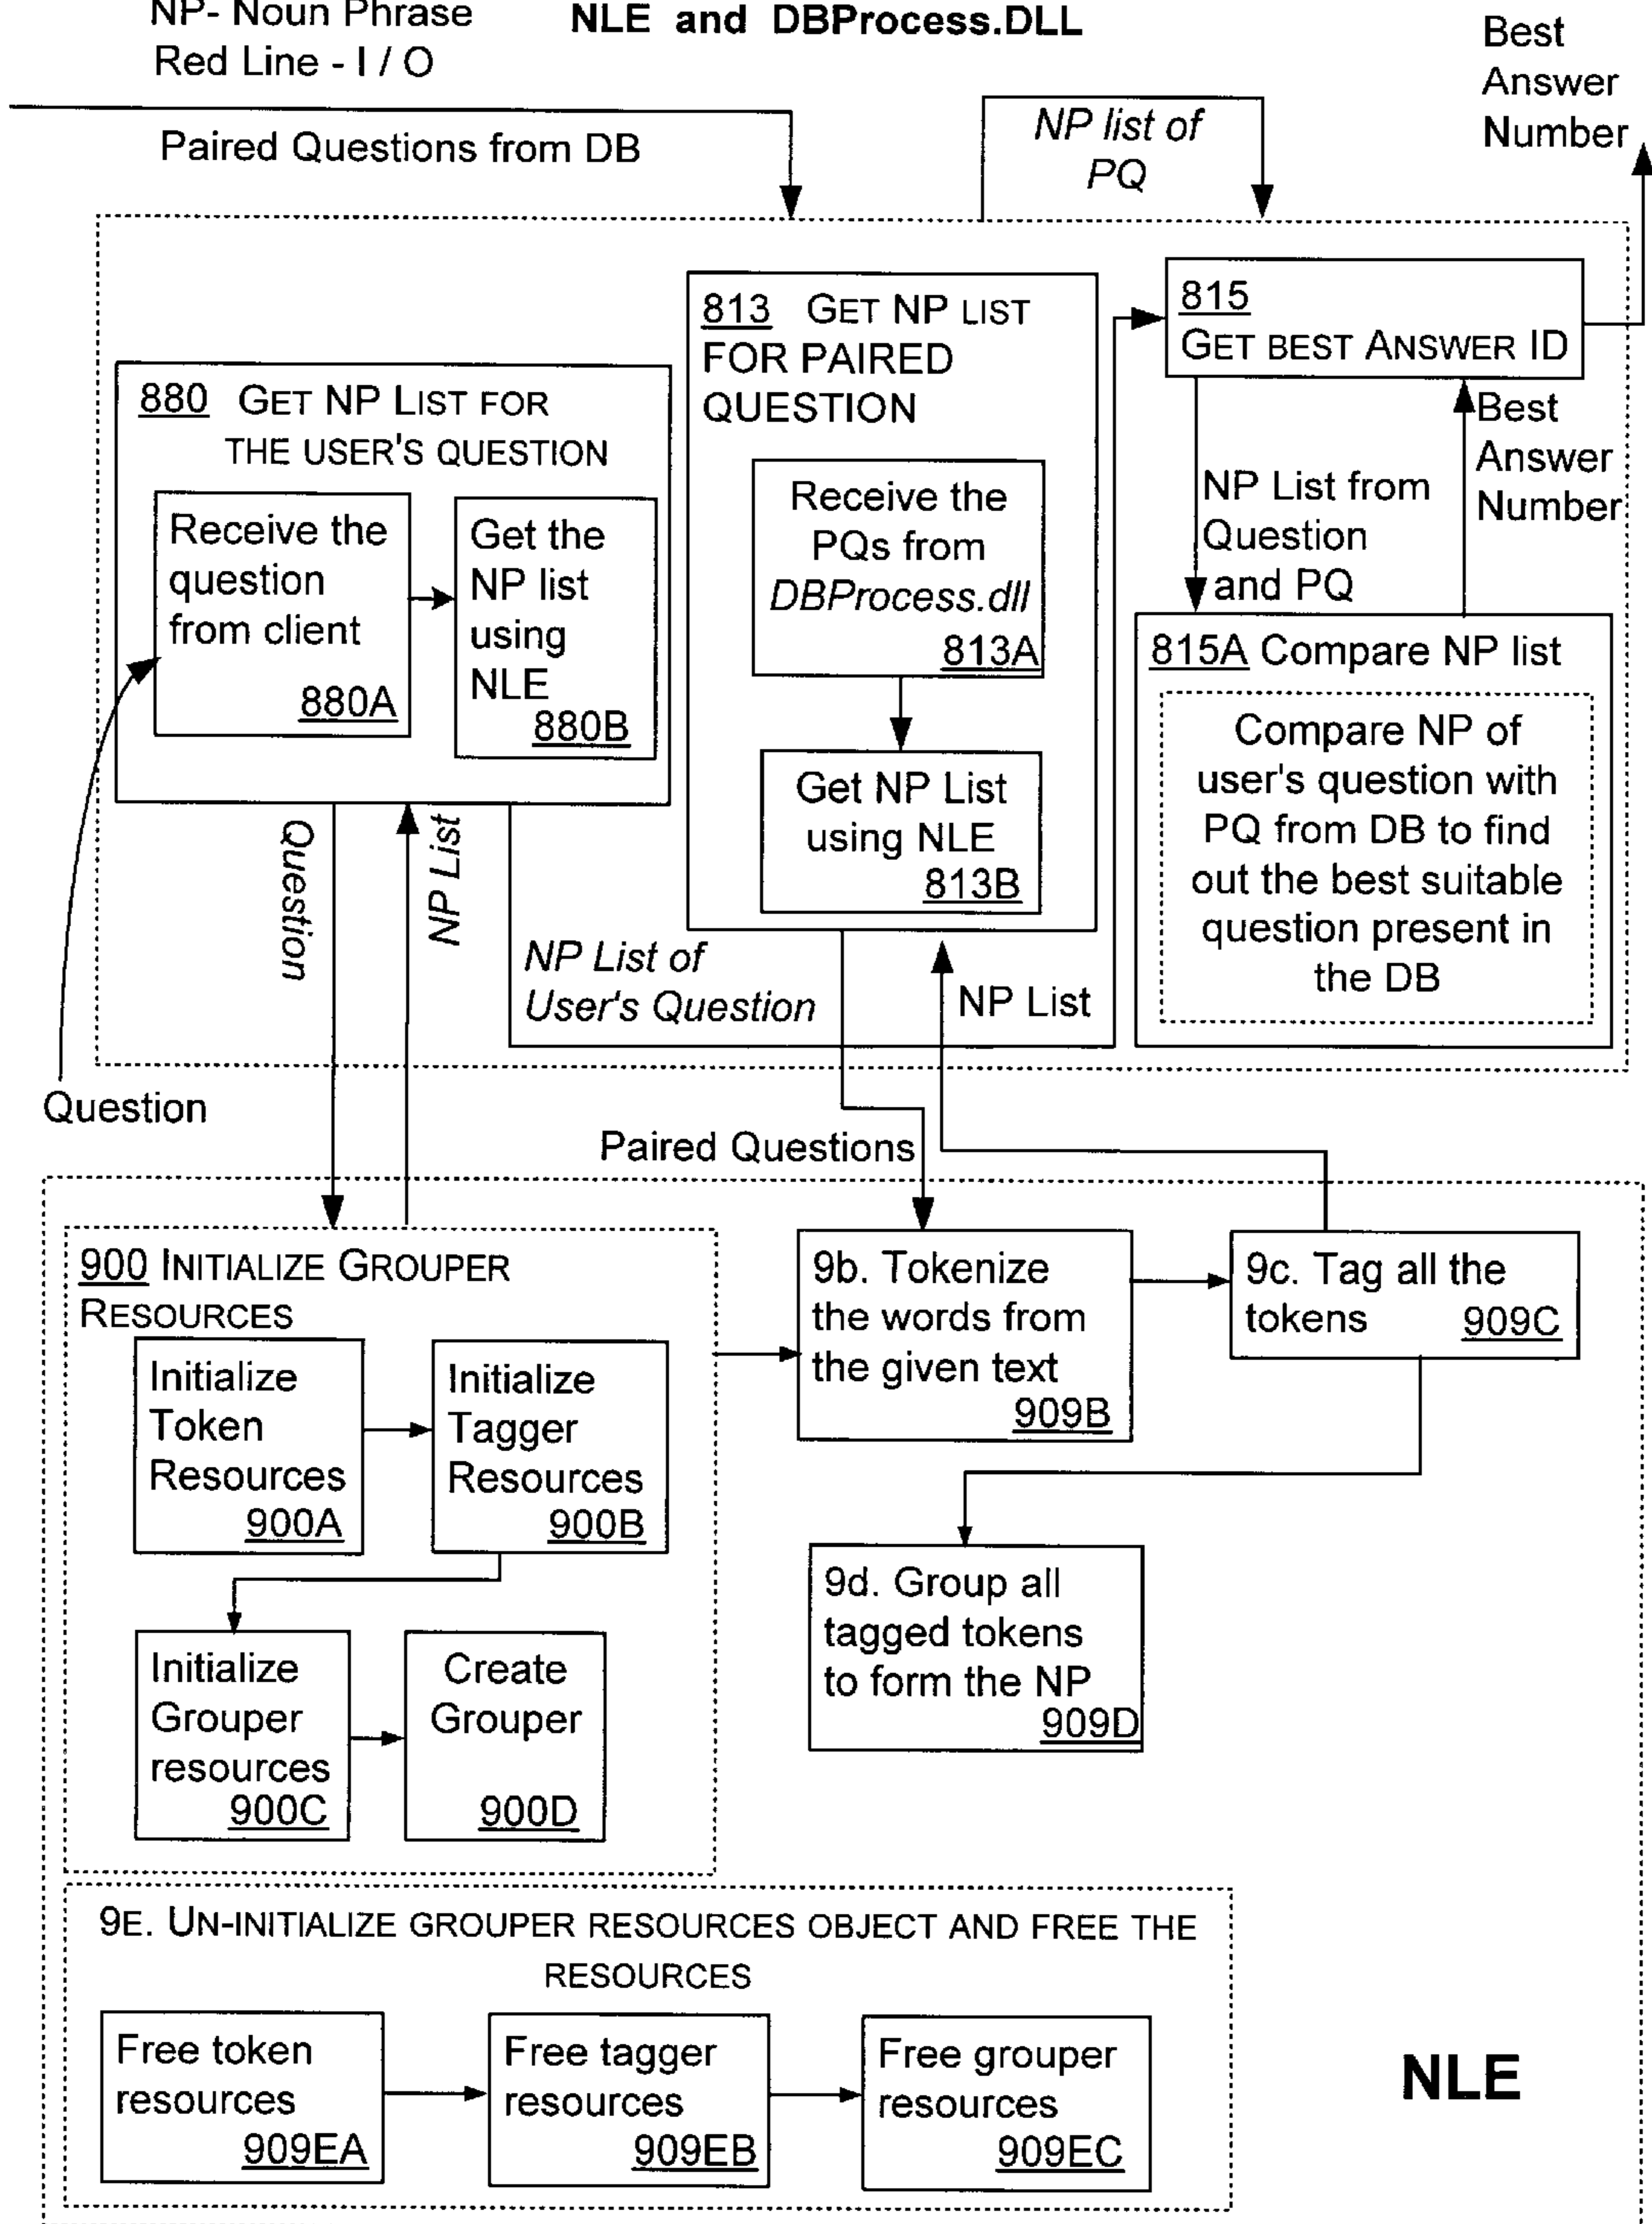 NP- Noun Phrase
Red Line - I / O
NLE and DBProcess.DLL
Best
Answer
Number
Paired Questions from DB
NP list of
PQ
880 GET NP LIST FOR
THE USER'S QUESTION
Receive the
question
from client
880A
Get the
NP list
using
NLE
880B
813 GET NP LIST
FOR PAIRED
QUESTION
Receive the
PQs from
DBProcess.dll
813A
Get NP List
using NLE
813B
815
GET BEST ANSWER ID
Best
Answer
Number
NP List from
Question
and PQ
815A Compare NP list
Compare NP of
user's question with
PQ from DB to find
out the best suitable
question present in
the DB
Question
NP List
NP List of
User's Question
NP List
Question
Paired Questions
900 INITIALIZE GROUPER
RESOURCES
Initialize
Token
Resources
900A
Initialize
Tagger
Resources
900B
Initialize
Grouper
resources
900C
Create
Grouper
900D
9b. Tokenize
the words from
the given text
909B
9c. Tag all the
tokens 909C
9d. Group all
tagged tokens
to form the NP
909D
9E. UN-INITIALIZE GROUPER RESOURCES OBJECT AND FREE THE
RESOURCES
Free token
resources
909EA
Free tagger
resources
909EB
Free grouper
resources
909EC
NLE